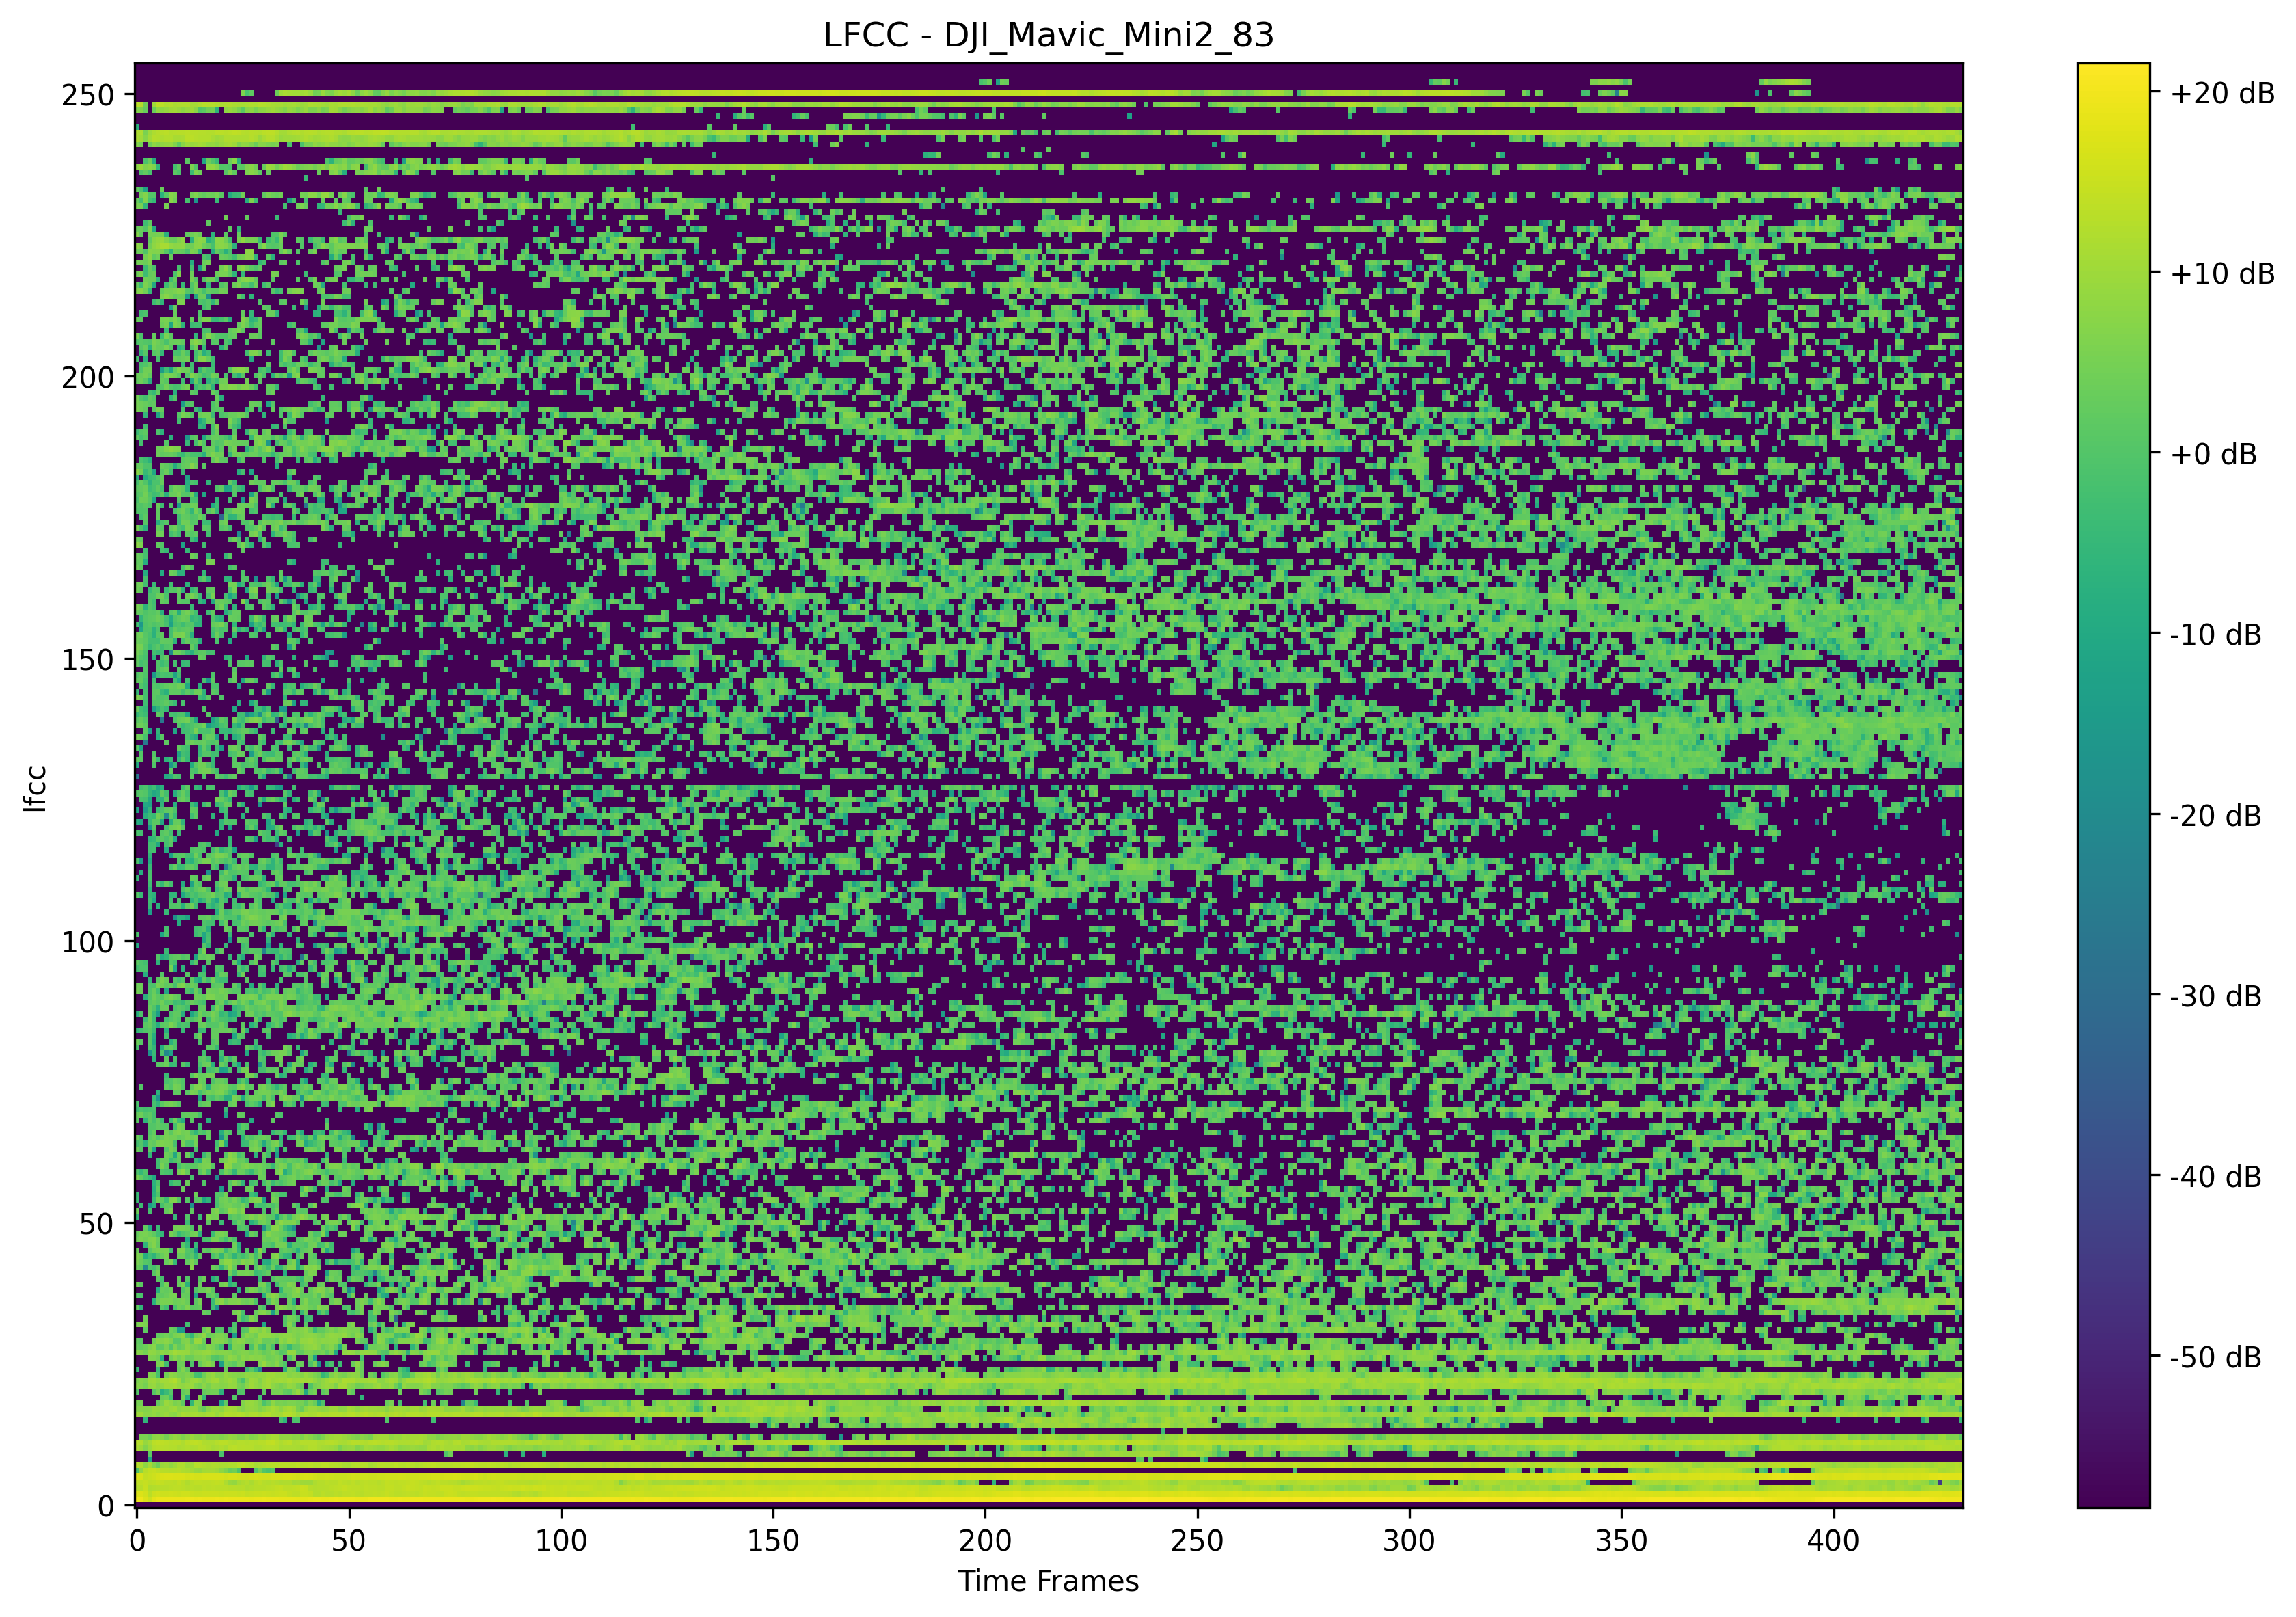 LFCC - DJI_Mavic_Mini2_83
250
200
150
100
50
0
lfcc
0 50 100 150 200 250 300 350 400
Time Frames
+20 dB
+10 dB
+0 dB
-10 dB
-20 dB
-30 dB
-40 dB
-50 dB